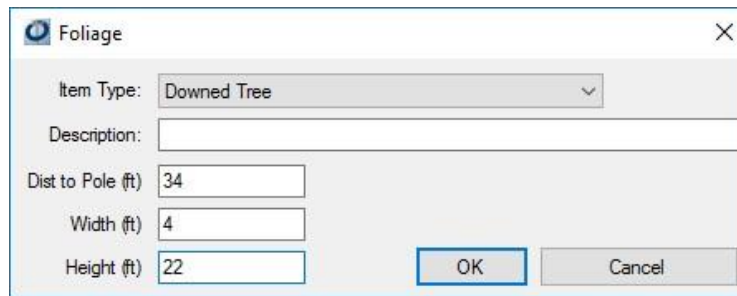 Foliage
Item Type: Downed Tree
Description:
Dist to Pole (ft) 34
Width (ft) 4
Height (ft) 22 OK Cancel